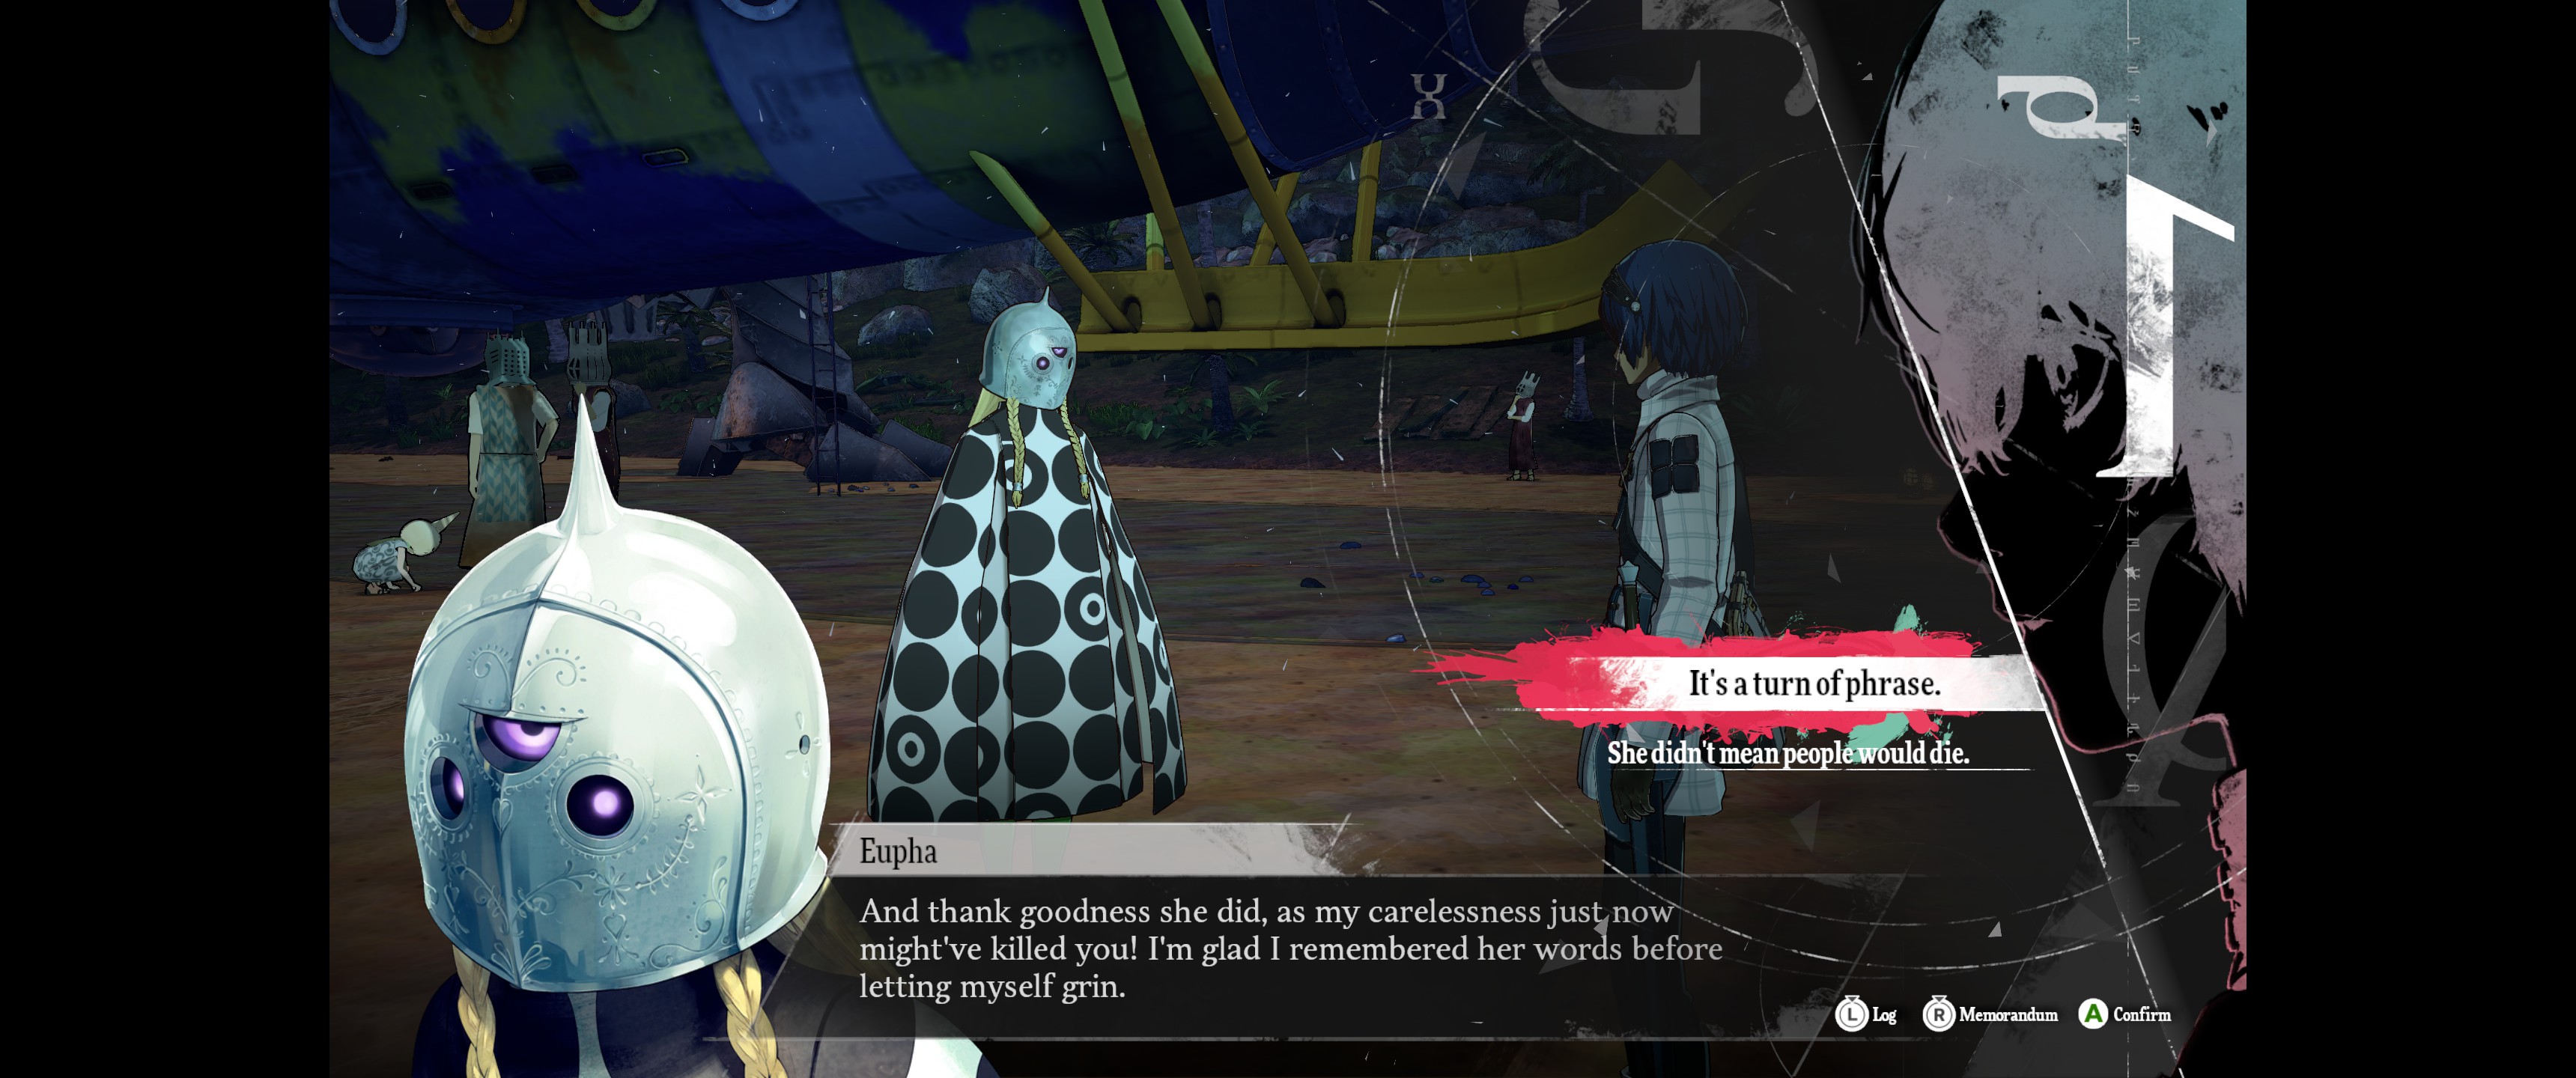 It's a turn of phrase.
She didn't mean people would die.
Eupha
And thank goodness she did, as my carelessness just now
might've killed you! I'm glad I remembered her words before
letting myself grin.
L Log R Memorandum A Confirm